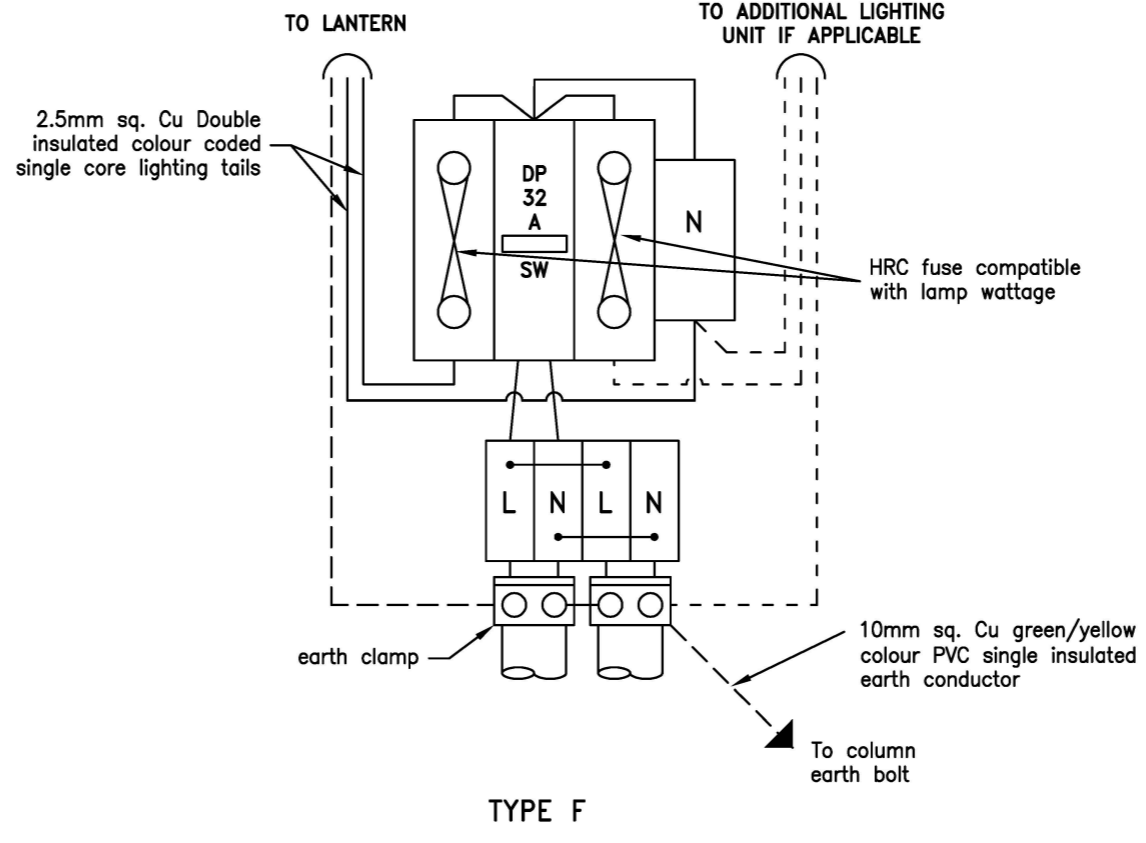 TO LANTERN
TO ADDITIONAL LIGHTING
UNIT IF APPLICABLE
2.5mm sq. Cu Double
insulated colour coded
single core lighting tails
DP
32
A
SW
N
HRC fuse compatible
with lamp wattage
L N L N
earth clamp
10mm sq. Cu green/yellow
colour PVC single insulated
earth conductor
To column
earth bolt
TYPE F